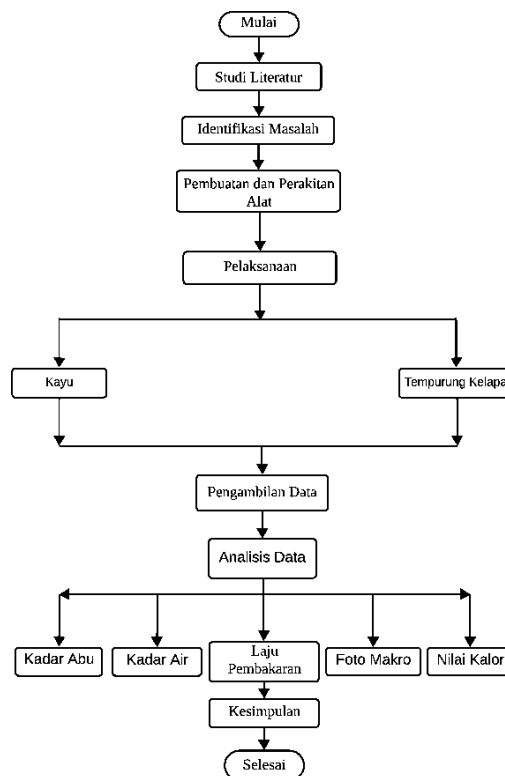 Mulai
Studi Literatur
Identifikasi Masalah
Pembuatan dan Perakitan
Alat
Pelaksanaan
Kayu
Tempurung Kelapa
Pengambilan Data
Analisis Data
Kadar Abu
Kadar Air
Laju
Pembakaran
Foto Makro
Nilai Kalor
Kesimpulan
Selesai